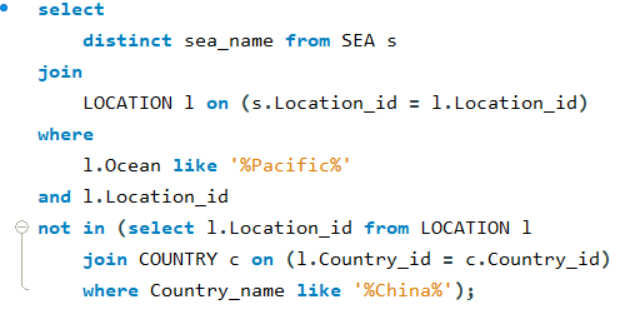 select
distinct sea_name from SEA s
join
LOCATION l on (s.Location_id = l.Location_id)
where
l.Ocean like '%Pacific%'
and l.Location_id
not in (select l.Location_id from LOCATION l
join COUNTRY c on (l.Country_id = c.Country_id)
where Country_name like '%China%');